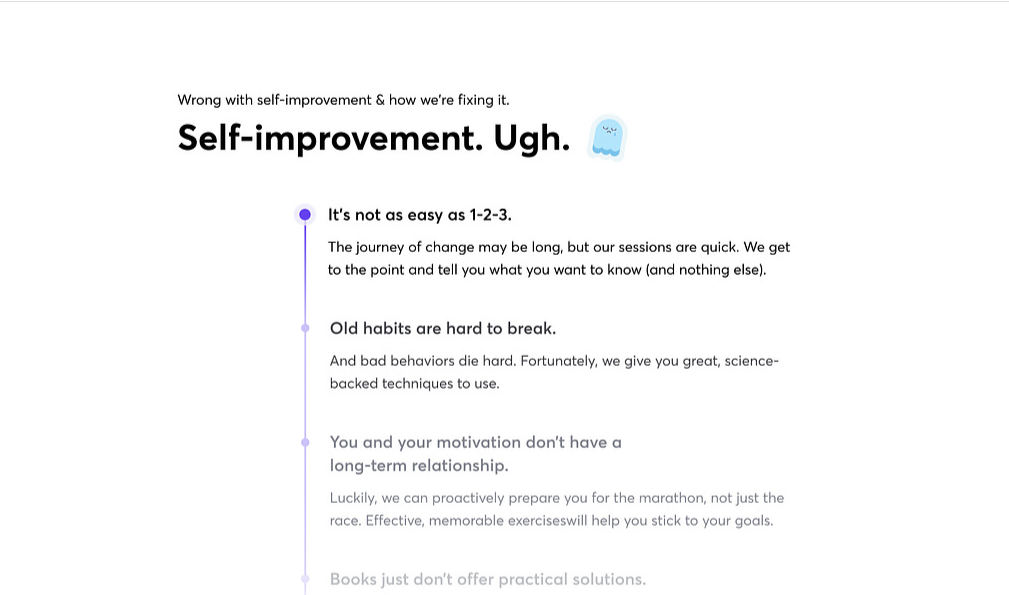 Wrong with self-improvement & how we're fixing it.
Self-improvement. Ugh.
It's not as easy as 1-2-3.
The journey of change may be long, but our sessions are quick. We get
to the point and tell you what you want to know (and nothing else).
Old habits are hard to break.
And bad behaviors die hard. Fortunately, we give you great, science-
backed techniques to use.
You and your motivation don't have a
long-term relationship.
Luckily, we can proactively prepare you for the marathon, not just the
race. Effective, memorable exerciseswill help you stick to your goals.
Books just don't offer practical solutions.